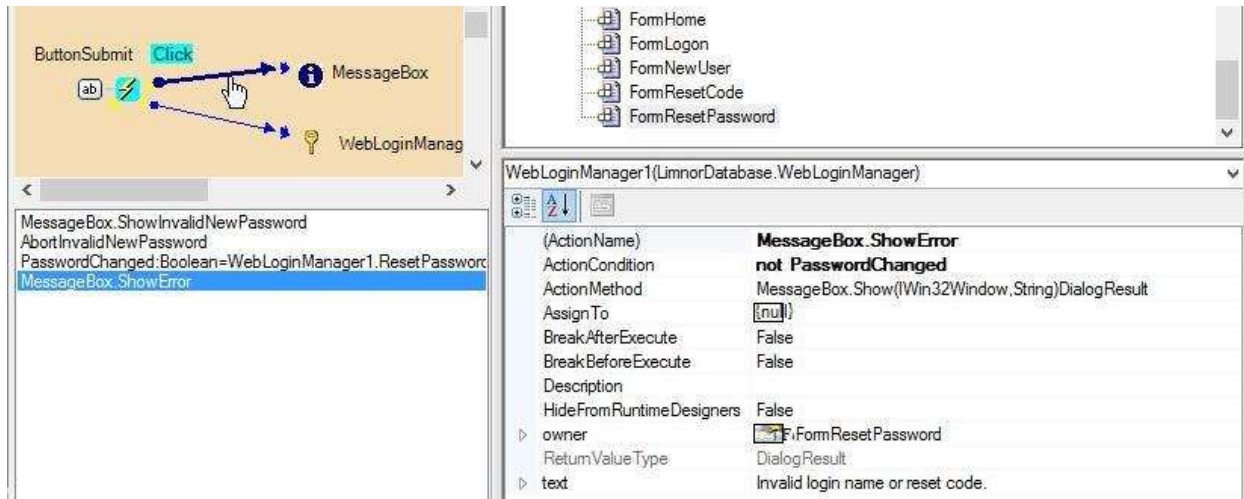 ButtonSubmit Click
MessageBox
WebLoginManag
MessageBox.ShowInvalidNewPassword
AbortInvalidNewPassword
PasswordChanged:Boolean=WebLoginManager1.ResetPassword
MessageBox.ShowError
FormHome
FormLogon
FormNewUser
FormResetCode
FormResetPassword
WebLoginManager1(LimnorDatabase.WebLoginManager)
(ActionName) MessageBox.ShowError
ActionCondition not PasswordChanged
ActionMethod MessageBox.Show(IWin32Window,String)DialogResult
AssignTo {null}
BreakAfterExecute False
BreakBeforeExecute False
Description
HideFromRuntimeDesigners False
owner FormResetPassword
ReturnValueType DialogResult
text Invalid login name or reset code.